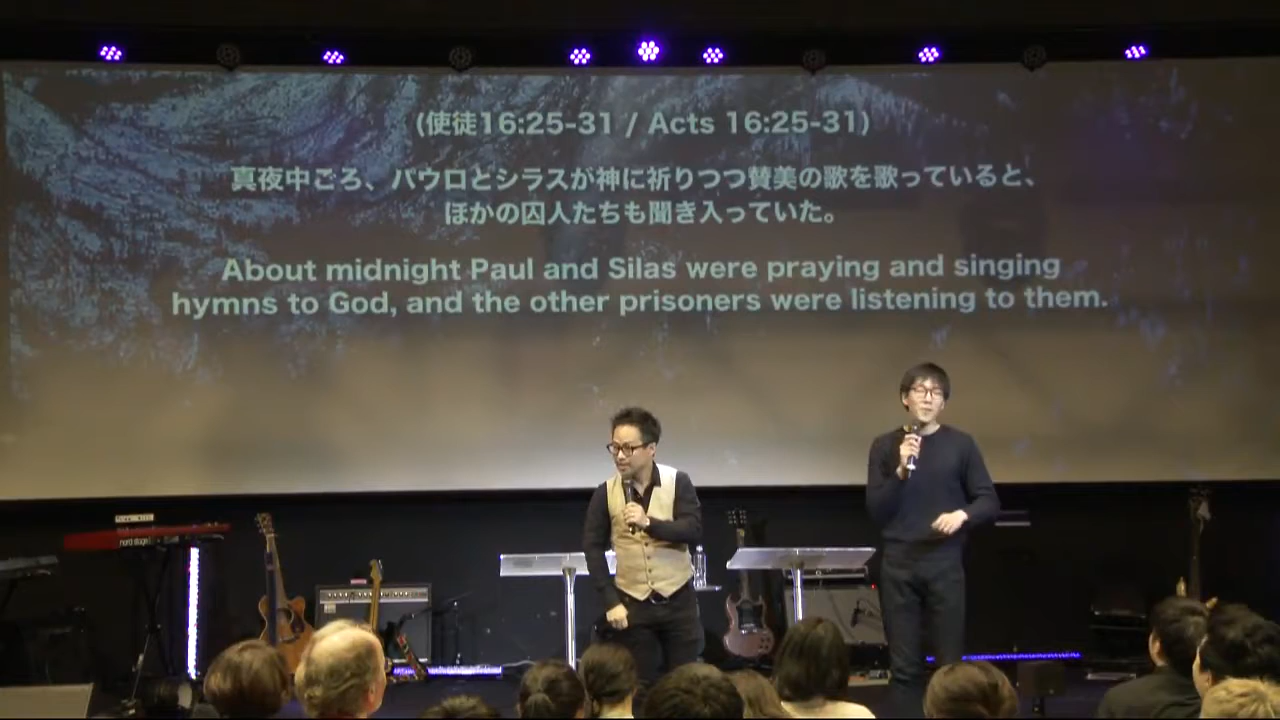 (使徒16:25-31 / Acts 16:25-31)
真夜中ごろ、パウロとシラスが神に祈りつつ賛美の歌を歌っていると、
ほかの囚人たちも聞き入っていた。
About midnight Paul and Silas were praying and singing
hymns to God, and the other prisoners were listening to them.
nord stage